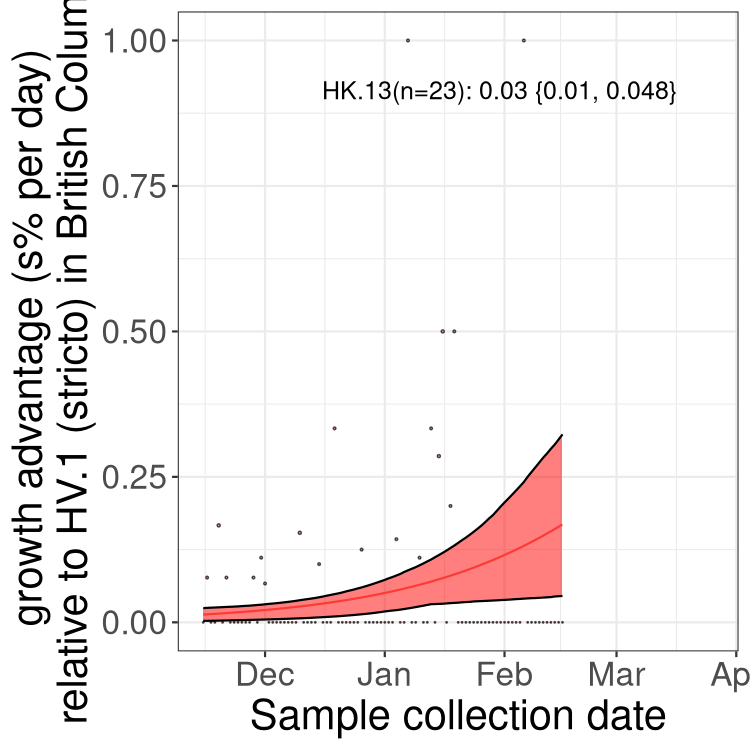 growth advantage (s% per day)
relative to HV.1 (stricto) in British Colum
1.00
0.75
0.50
0.25
0.00
HK.13(n=23): 0.03 {0.01, 0.048}
Dec Jan Feb Mar Ap
Sample collection date